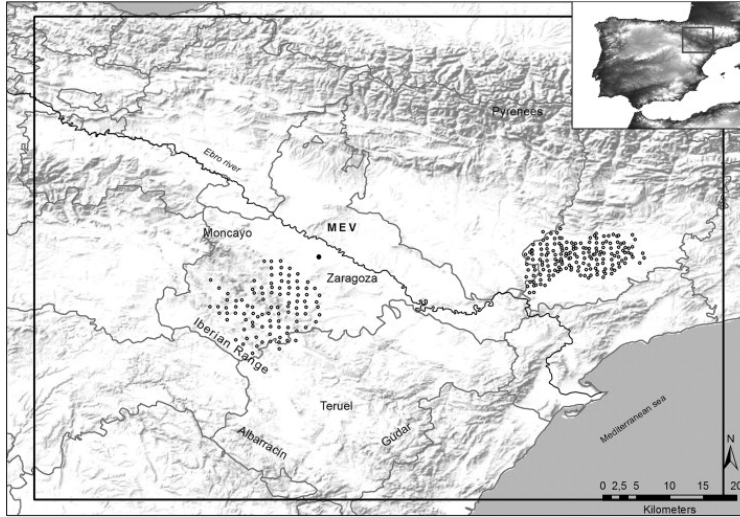 Pyrenees
Ebro river
MEV
Moncayo
Zaragoza
Iberian Range
Teruel
Albarracín
Gúdar
Mediterranean sea
N
0 2,5 5 10 15 20
Kilometers